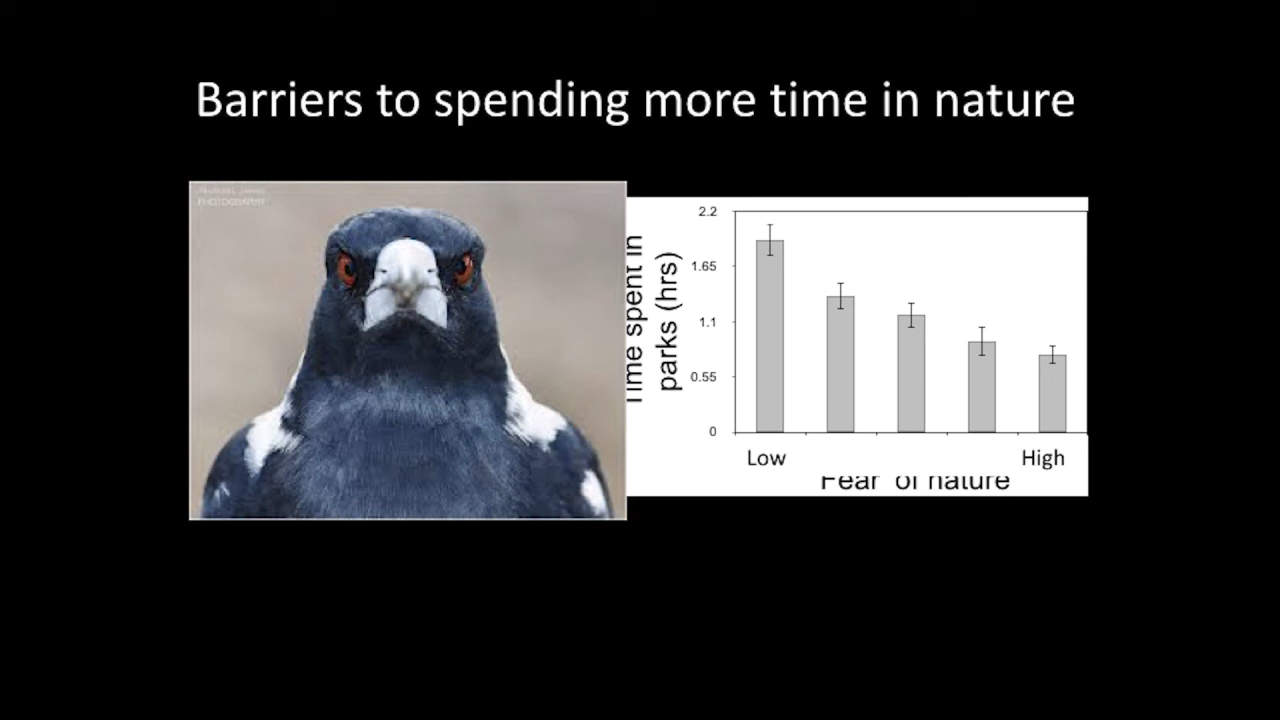 Barriers to spending more time in nature
PHOTOGRAPHY
Time spent in
parks (hrs)
2.2
1.65
1.1
0.55
0
Low
High
Fear of nature